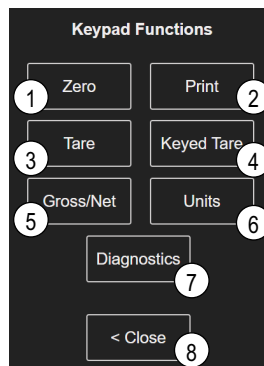 Keypad Functions
Zero Print
1 2
Tare Keyed Tare
3 4
Gross/Net Units
5 6
Diagnostics
7
< Close
8